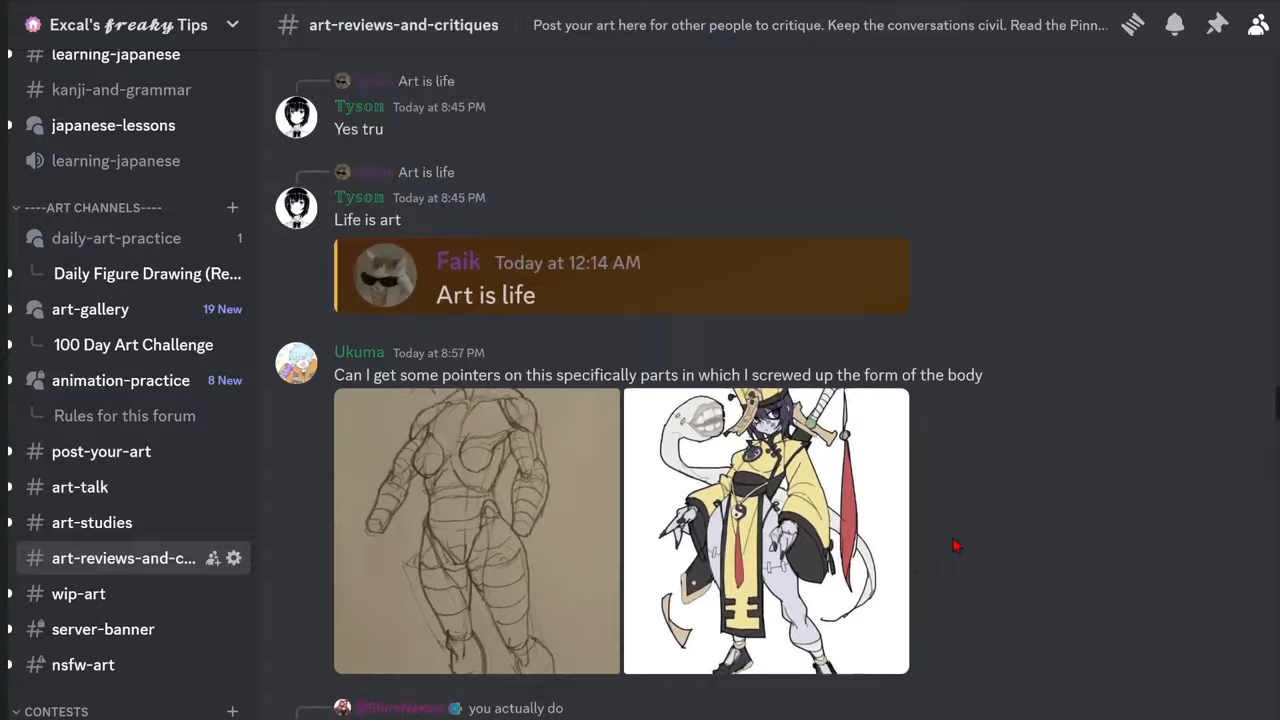 Excal's freaky Tips
art-reviews-and-critiques
Post your art here for other people to critique. Keep the conversations civil. Read the Pinn...
learning-japanese
kanji-and-grammar
japanese-lessons
learning-japanese
----ART CHANNELS----
daily-art-practice 1
Daily Figure Drawing (Re...
art-gallery 19 New
100 Day Art Challenge
animation-practice 8 New
Rules for this forum
post-your-art
art-talk
art-studies
art-reviews-and-c...
wip-art
server-banner
nsfw-art
CONTESTS
Art is life
Tyson Today at 8:45 PM
Yes tru
Art is life
Tyson Today at 8:45 PM
Life is art
Faik Today at 12:14 AM
Art is life
Ukuma Today at 8:57 PM
Can I get some pointers on this specifically parts in which I screwed up the form of the body
you actually do